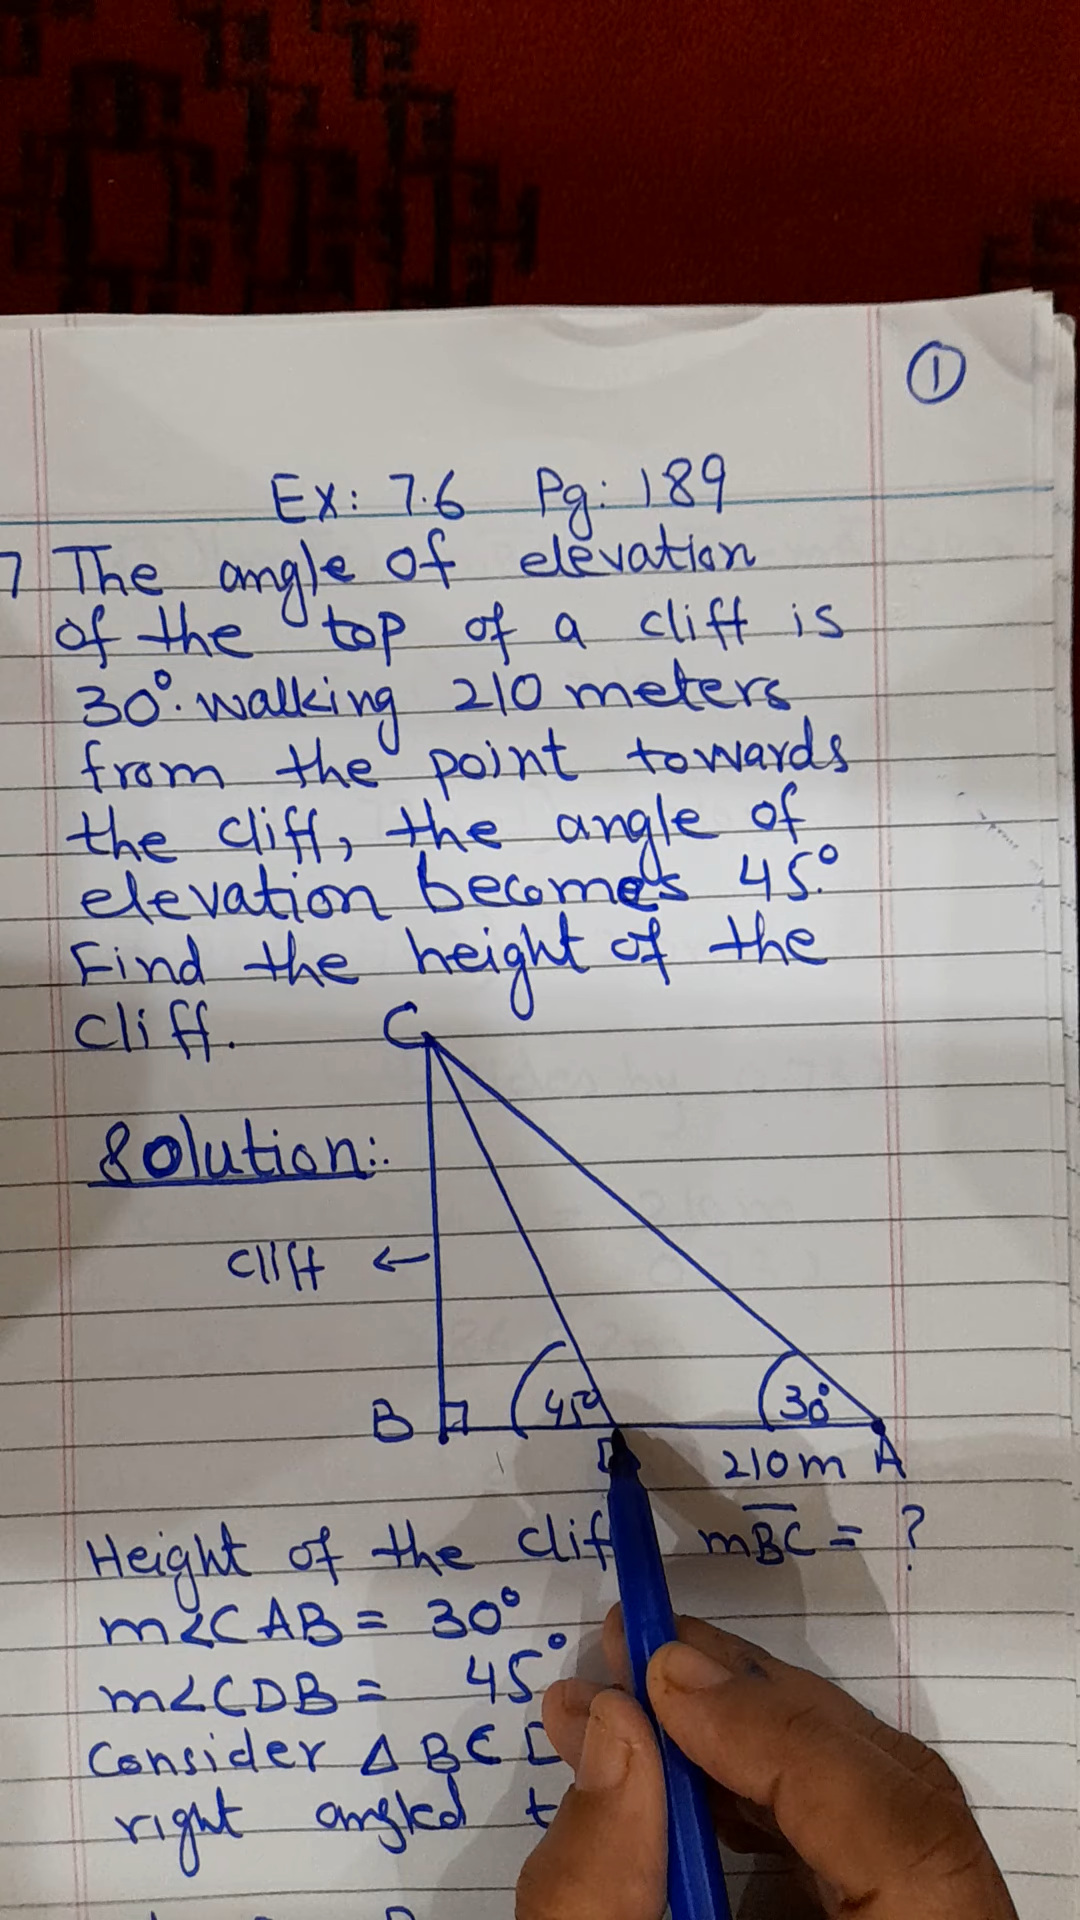 1
Ex: 7.6 Pg: 189
7 The angle of elevation
of the top of a cliff is
30°. walking 210 meters
from the point towards
the cliff, the angle of
elevation becomes 45.°
Find the height of the
cliff.
C
Solution:.
cliff ←
B 45° 30°
210m A
Height of the clif mBC = ?
m∠CAB = 30°
m∠CDB = 45°
Consider △ BC
right angled t